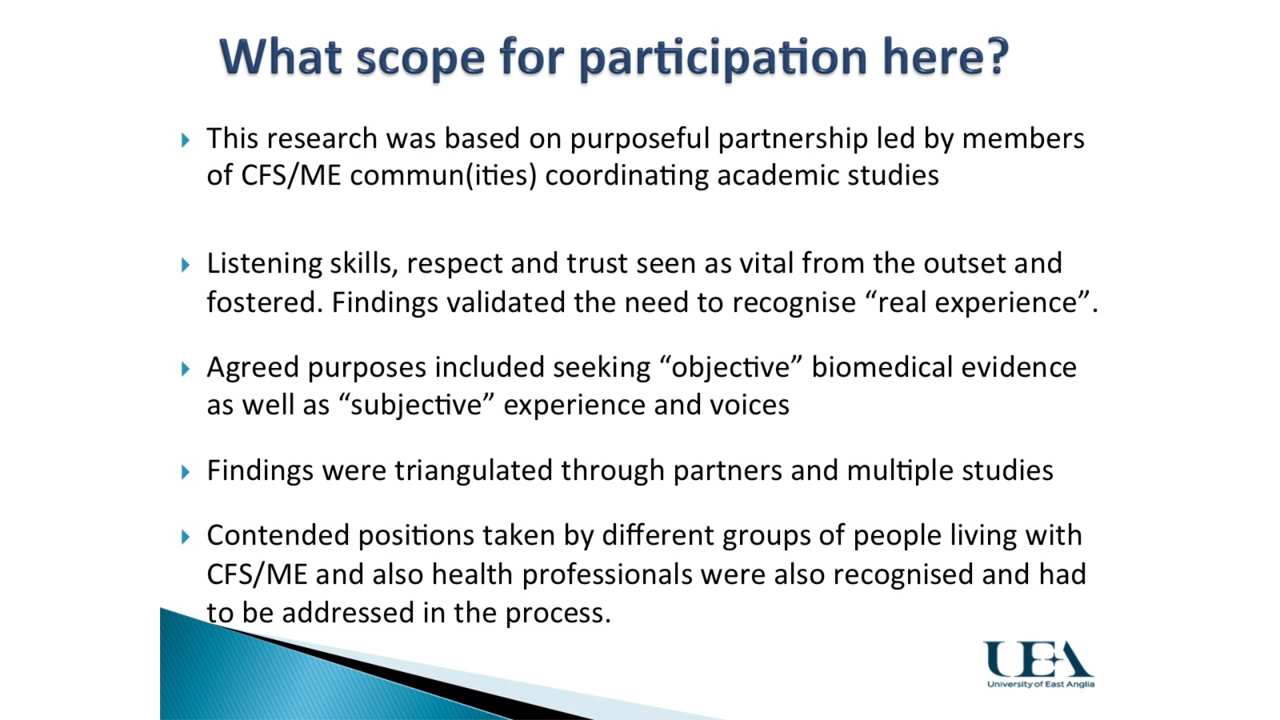 What scope for participation here?
This research was based on purposeful partnership led by members
of CFS/ME commun(ities) coordinating academic studies
Listening skills, respect and trust seen as vital from the outset and
fostered. Findings validated the need to recognise “real experience”.
Agreed purposes included seeking “objective” biomedical evidence
as well as “subjective” experience and voices
Findings were triangulated through partners and multiple studies
Contended positions taken by different groups of people living with
CFS/ME and also health professionals were also recognised and had
to be addressed in the process.
UEA
University of East Anglia